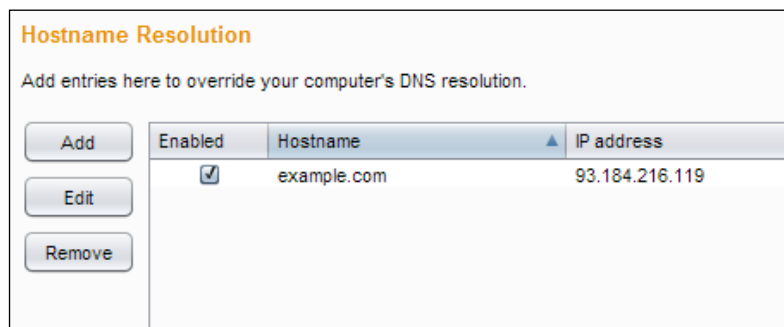 Hostname Resolution
Add entries here to override your computer's DNS resolution.
Add
Edit
Remove
Enabled Hostname IP address
example.com 93.184.216.119